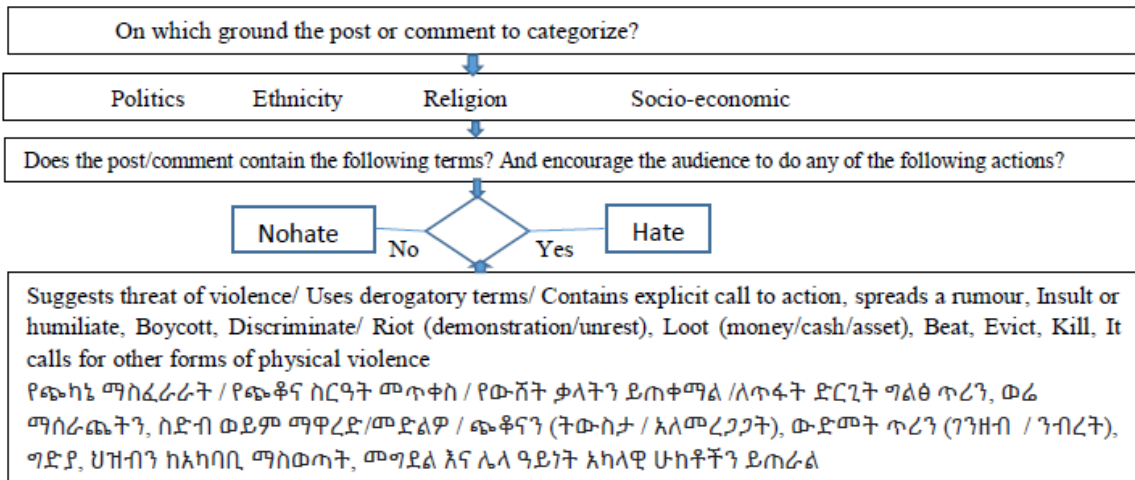 On which ground the post or comment to categorize?
Politics Ethnicity Religion Socio-economic
Does the post/comment contain the following terms? And encourage the audience to do any of the following actions?
Nohate No Yes Hate
Suggests threat of violence/ Uses derogatory terms/ Contains explicit call to action, spreads a rumour, Insult or
humiliate, Boycott, Discriminate/ Riot (demonstration/unrest), Loot (money/cash/asset), Beat, Evict, Kill, It
calls for other forms of physical violence
የጭካኔ ማስፈራራት / የጭቆና ስርዓት መጥቀስ / የውሸት ቃላትን ይጠቀማል /ለጥፋት ድርጊት ግልፅ ጥሪን, ወሬ
ማሰራጨትን, ስድብ ወይም ማዋረድ/መድልዎ / ጭቆናን (ትውስታ / አለመረጋጋት), ውድመት ጥሪን (ገንዘብ / ንብረት),
ግድያ, ህዝብን ከአካባቢ ማስወጣት, መግደል እና ሌላ ዓይነት አካላዊ ሁከቶችን ይጠራል